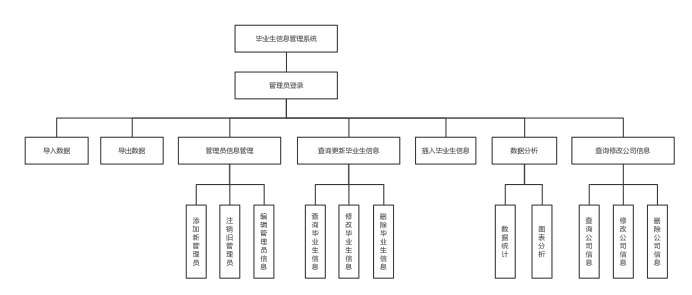 毕业生信息管理系统
管理员登录
导入数据
导出数据
管理员信息管理
查询更新毕业生信息
插入毕业生信息
数据分析
查询修改公司信息
添加新管理员
注销旧管理员
编辑管理员信息
查询毕业生信息
修改毕业生信息
删除毕业生信息
数据统计
图表分析
查询公司信息
修改公司信息
删除公司信息